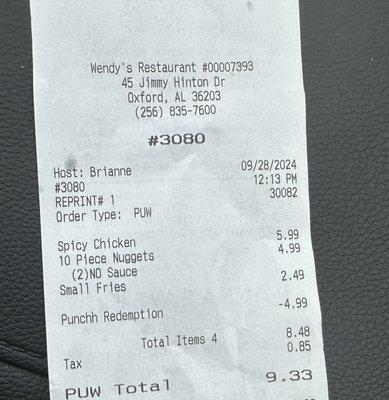 Wendy's Restaurant #00007393
45 Jimmy Hinton Dr
Oxford, AL 36203
(256) 835-7600
#3080
Host: Brianne 09/28/2024
#3080 12:13 PM
REPRINT# 1 30082
Order Type: PUW
Spicy Chicken 5.99
10 Piece Nuggets 4.99
(2)NO Sauce
Small Fries 2.49
Punchh Redemption -4.99
Total Items 4 8.48
Tax 0.85
PUW Total 9.33